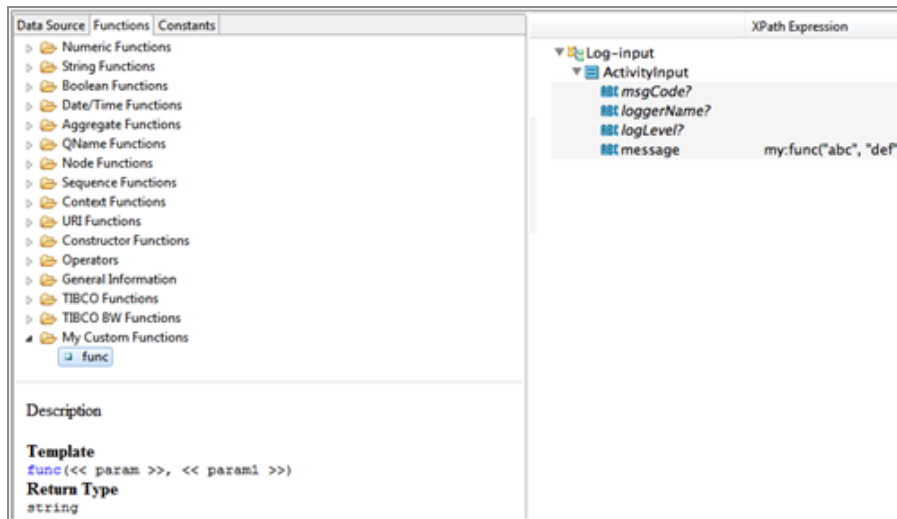 Data Source Functions Constants
Numeric Functions
String Functions
Boolean Functions
Date/Time Functions
Aggregate Functions
QName Functions
Node Functions
Sequence Functions
Context Functions
URI Functions
Constructor Functions
Operators
General Information
TIBCO Functions
TIBCO BW Functions
My Custom Functions
func
Description
Template
func(<< param >>, << param1 >>)
Return Type
string
XPath Expression
Log-input
ActivityInput
msgCode?
loggerName?
logLevel?
message my:func("abc", "def"